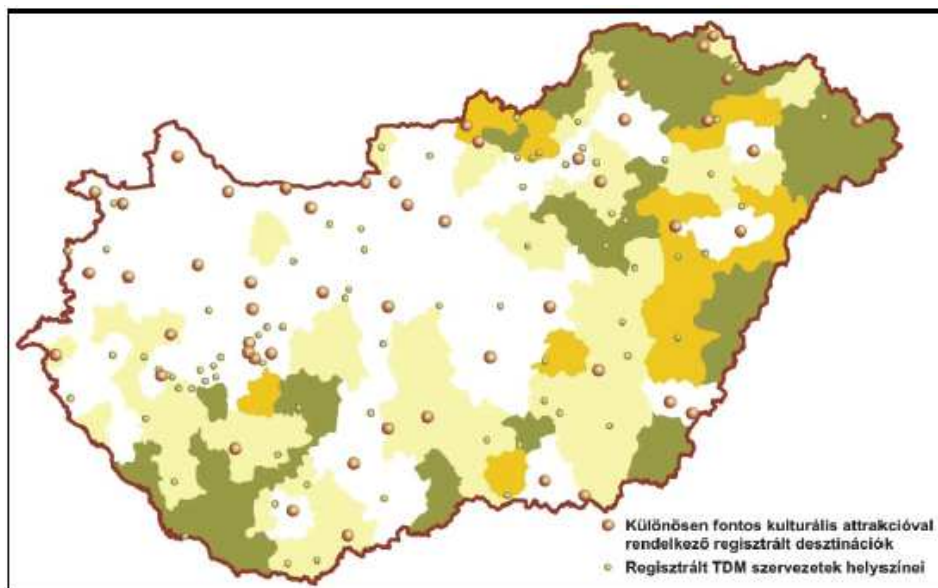 Különösen fontos kulturális attrakcióval
rendelkező regisztrált desztinációk
Regisztrált TDM szervezetek helyszínei